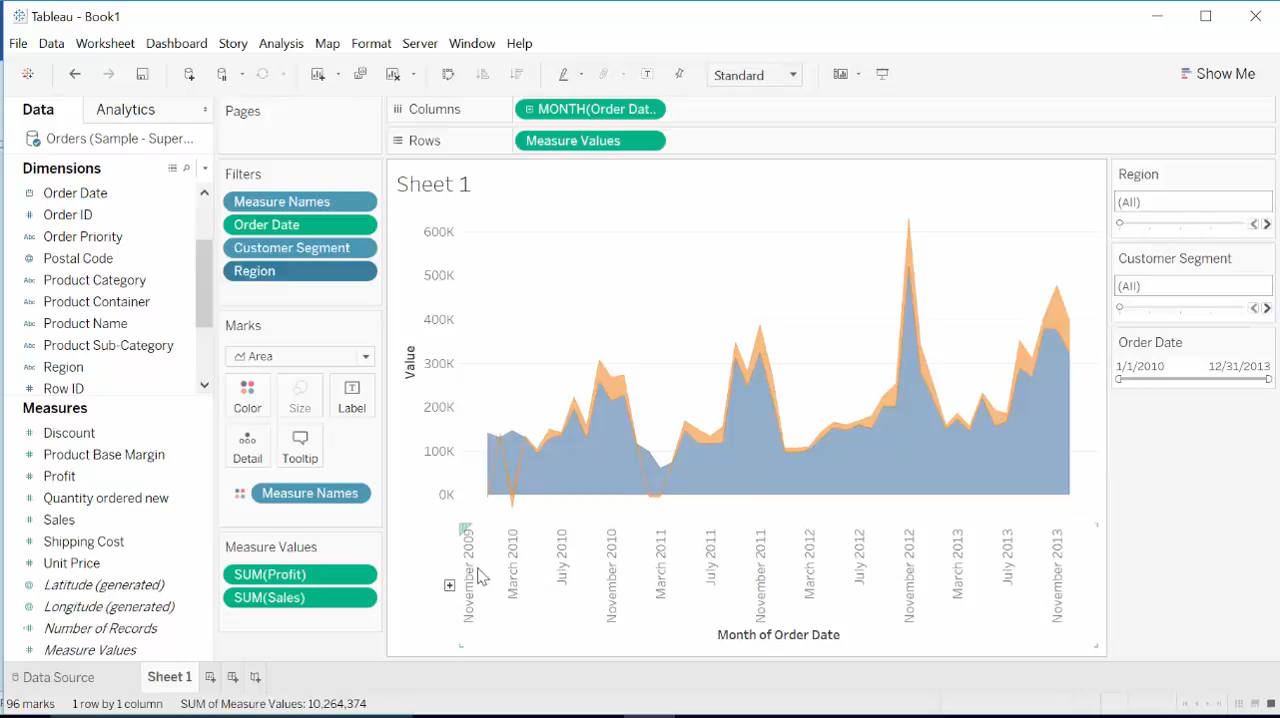 Tableau - Book1
File Data Worksheet Dashboard Story Analysis Map Format Server Window Help
Standard
Show Me
Data Analytics
Orders (Sample - Super...
Dimensions
Order Date
Order ID
Abc Order Priority
Postal Code
Abc Product Category
Abc Product Container
Abc Product Name
Abc Product Sub-Category
Abc Region
Row ID
Measures
Discount
Product Base Margin
Profit
Quantity ordered new
Sales
Shipping Cost
Unit Price
Latitude (generated)
Longitude (generated)
Number of Records
Measure Values
Pages
Filters
Measure Names
Order Date
Customer Segment
Region
Marks
Area
Color Size Label
Detail Tooltip
Measure Names
Measure Values
SUM(Profit)
SUM(Sales)
Columns MONTH(Order Dat..
Rows Measure Values
Sheet 1
600K
500K
400K
300K
200K
100K
0K
Value
November 2009
March 2010
July 2010
November 2010
March 2011
July 2011
November 2011
March 2012
July 2012
November 2012
March 2013
July 2013
November 2013
Month of Order Date
Region
(All)
Customer Segment
(All)
Order Date
1/1/2010 12/31/2013
Data Source Sheet 1
96 marks 1 row by 1 column SUM of Measure Values: 10,264,374